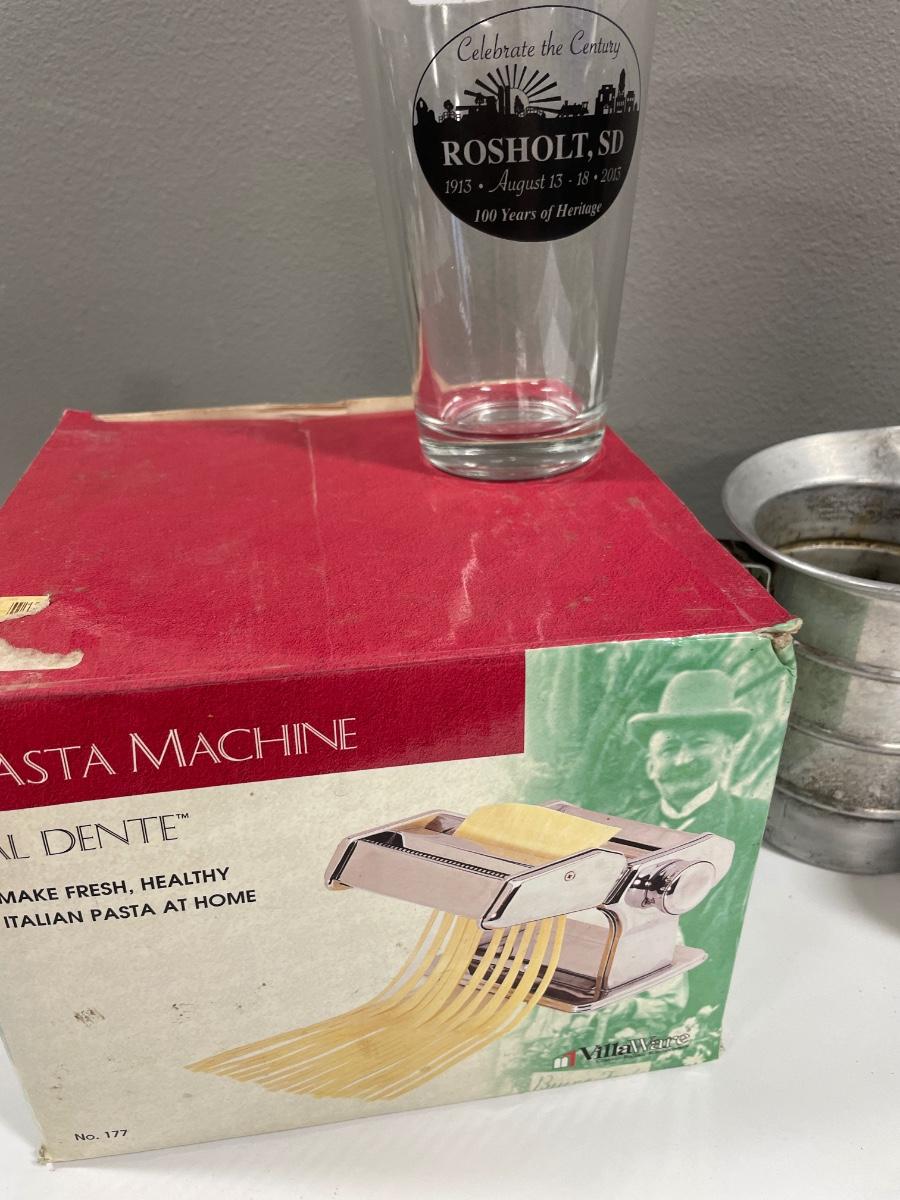 Celebrate the Century
ROSHOLT, SD
1913 • August 13 - 18 • 2013
100 Years of Heritage
ASTA MACHINE
AL DENTE™
MAKE FRESH, HEALTHY
ITALIAN PASTA AT HOME
VillaWare
No. 177